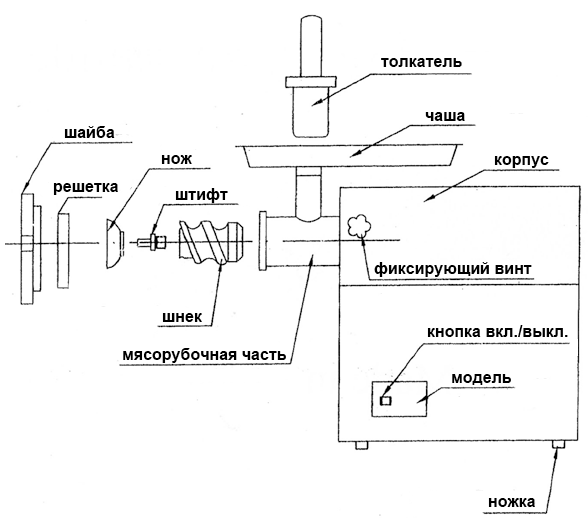 толкатель
чаша
шайба
нож
корпус
решетка
штифт
фиксирующий винт
шнек
кнопка вкл./выкл.
мясорубочная часть
модель
ножка